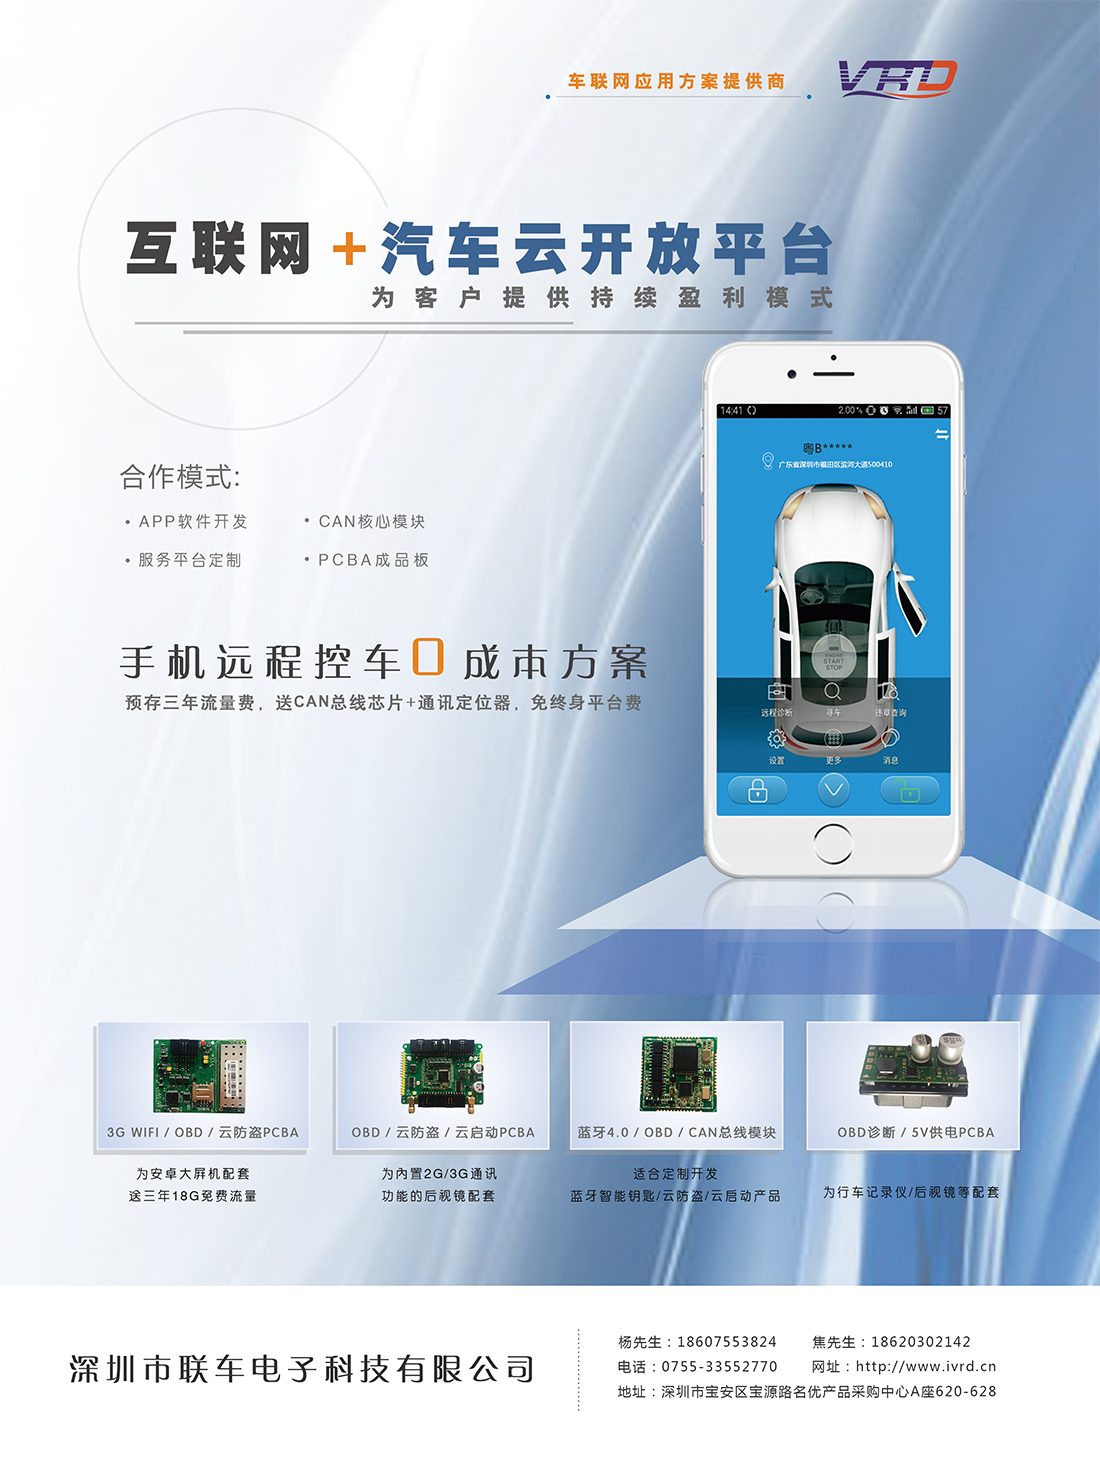 车联网应用方案提供商
VIRD
互联网+汽车云开放平台
为客户提供持续盈利模式
合作模式:
• APP软件开发
• CAN核心模块
• 服务平台定制
• PCBA成品板
手机远程控车0成本方案
预存三年流量费，送CAN总线芯片+通讯定位器，免终身平台费
14:41
2.00%
57
粤B*****
广东省深圳市福田区滨河大道500410
ENGINE
START
STOP
远程诊断
寻车
违章查询
设置
更多
消息
3G WIFI / OBD / 云防盗PCBA
为安卓大屏机配套
送三年18G免费流量
OBD / 云防盗 / 云启动PCBA
为内置2G/3G通讯
功能的后视镜配套
蓝牙4.0 / OBD / CAN总线模块
适合定制开发
蓝牙智能钥匙/云防盗/云启动产品
OBD诊断 / 5V供电PCBA
为行车记录仪/后视镜等配套
深圳市联车电子科技有限公司
杨先生：18607553824
焦先生：18620302142
电话：0755-33552770
网址：http://www.ivrd.cn
地址：深圳市宝安区宝源路名优产品采购中心A座620-628